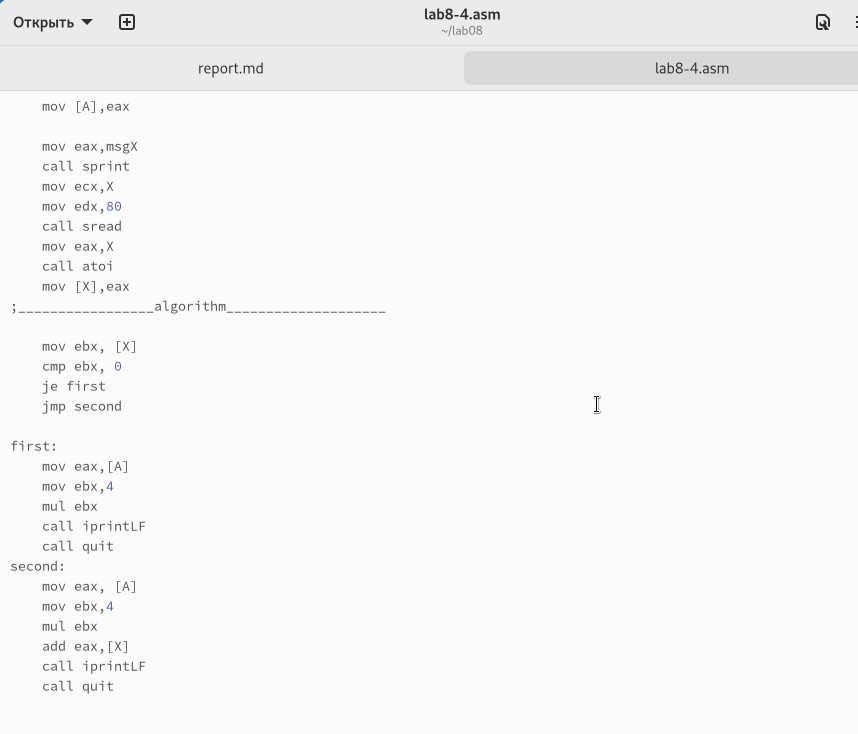 Открыть
lab8-4.asm
~/lab08
report.md
lab8-4.asm
mov [A],eax
mov eax,msgX
call sprint
mov ecx,X
mov edx,80
call sread
mov eax,X
call atoi
mov [X],eax
;_________________algorithm____________________
mov ebx, [X]
cmp ebx, 0
je first
jmp second
first:
mov eax,[A]
mov ebx,4
mul ebx
call iprintLF
call quit
second:
mov eax, [A]
mov ebx,4
mul ebx
add eax,[X]
call iprintLF
call quit